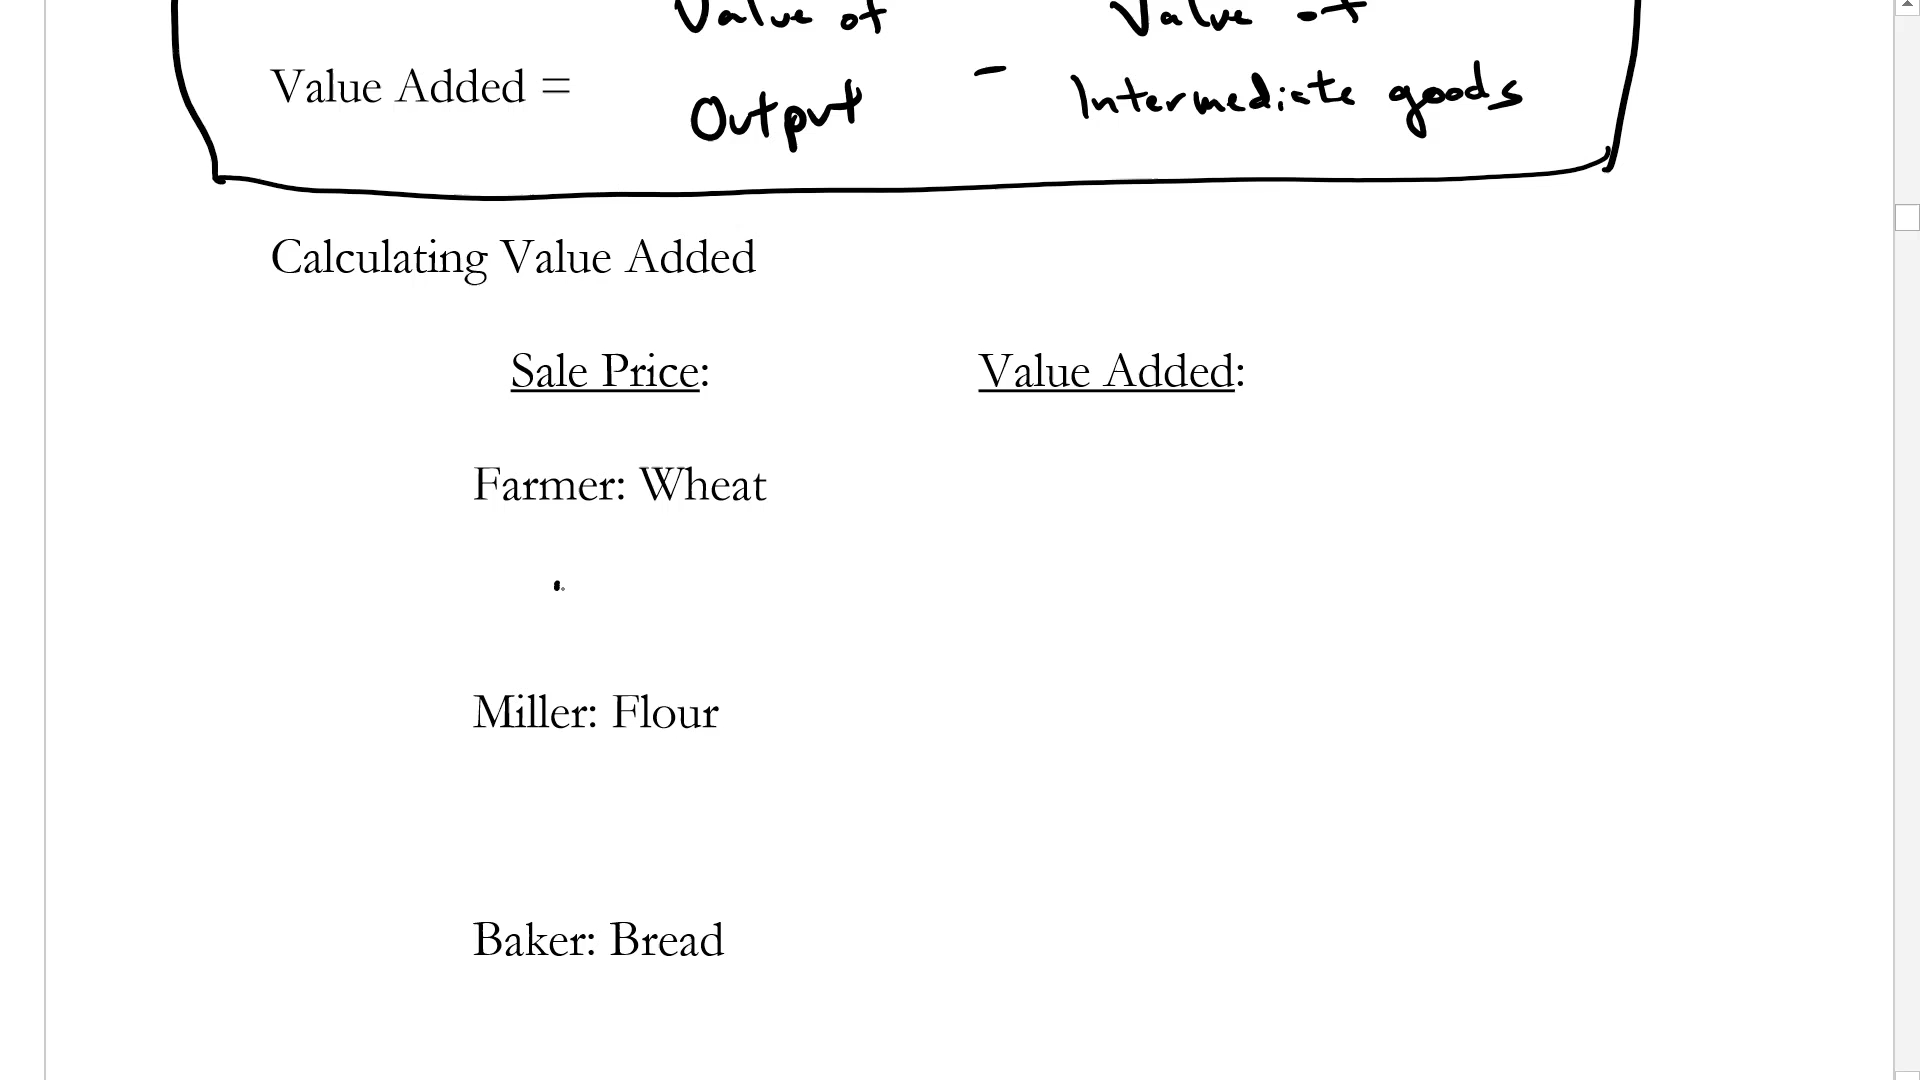 Value of Value of
Value Added = Output - Intermediate goods
Calculating Value Added
Sale Price: Value Added:
Farmer: Wheat
Miller: Flour
Baker: Bread